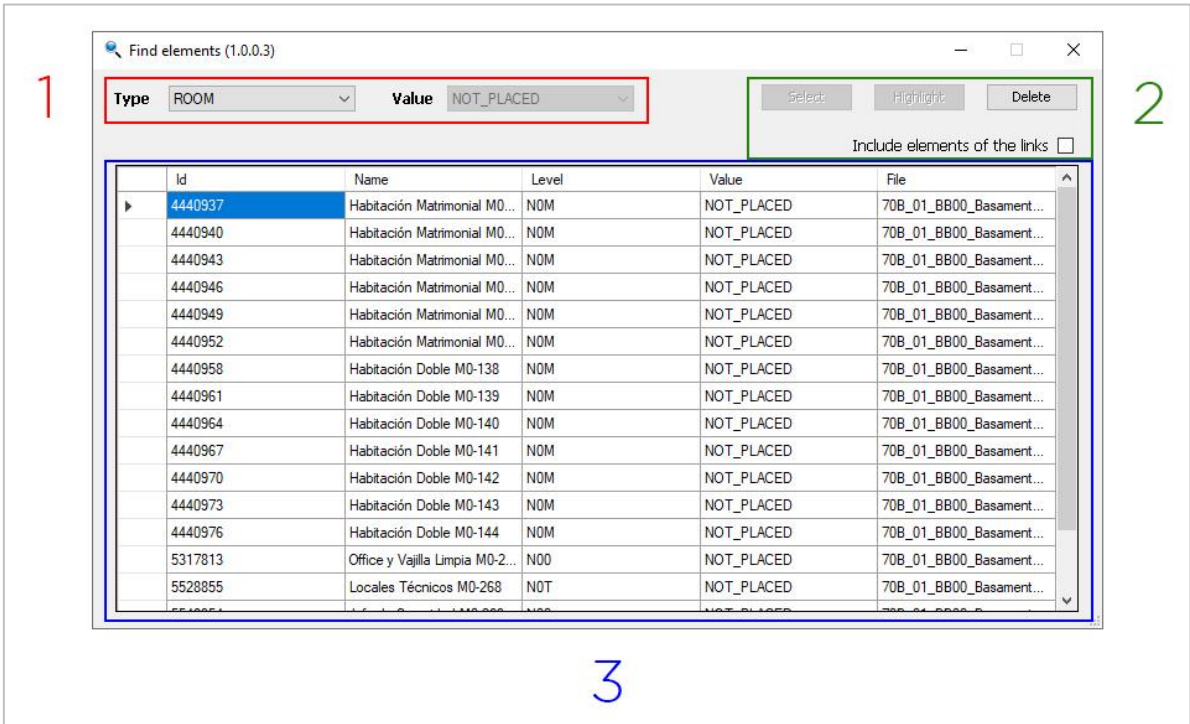 Find elements (1.0.0.3)
1
Type ROOM Value NOT_PLACED Select Highlight Delete
2
Include elements of the links
Id Name Level Value File
4440937 Habitación Matrimonial M0... N0M NOT_PLACED 70B_01_BB00_Basament...
4440940 Habitación Matrimonial M0... N0M NOT_PLACED 70B_01_BB00_Basament...
4440943 Habitación Matrimonial M0... N0M NOT_PLACED 70B_01_BB00_Basament...
4440946 Habitación Matrimonial M0... N0M NOT_PLACED 70B_01_BB00_Basament...
4440949 Habitación Matrimonial M0... N0M NOT_PLACED 70B_01_BB00_Basament...
4440952 Habitación Matrimonial M0... N0M NOT_PLACED 70B_01_BB00_Basament...
4440958 Habitación Doble M0-138 N0M NOT_PLACED 70B_01_BB00_Basament...
4440961 Habitación Doble M0-139 N0M NOT_PLACED 70B_01_BB00_Basament...
4440964 Habitación Doble M0-140 N0M NOT_PLACED 70B_01_BB00_Basament...
4440967 Habitación Doble M0-141 N0M NOT_PLACED 70B_01_BB00_Basament...
4440970 Habitación Doble M0-142 N0M NOT_PLACED 70B_01_BB00_Basament...
4440973 Habitación Doble M0-143 N0M NOT_PLACED 70B_01_BB00_Basament...
4440976 Habitación Doble M0-144 N0M NOT_PLACED 70B_01_BB00_Basament...
5317813 Office y Vajilla Limpia M0-2... N00 NOT_PLACED 70B_01_BB00_Basament...
5528855 Locales Técnicos M0-268 N0T NOT_PLACED 70B_01_BB00_Basament...
3